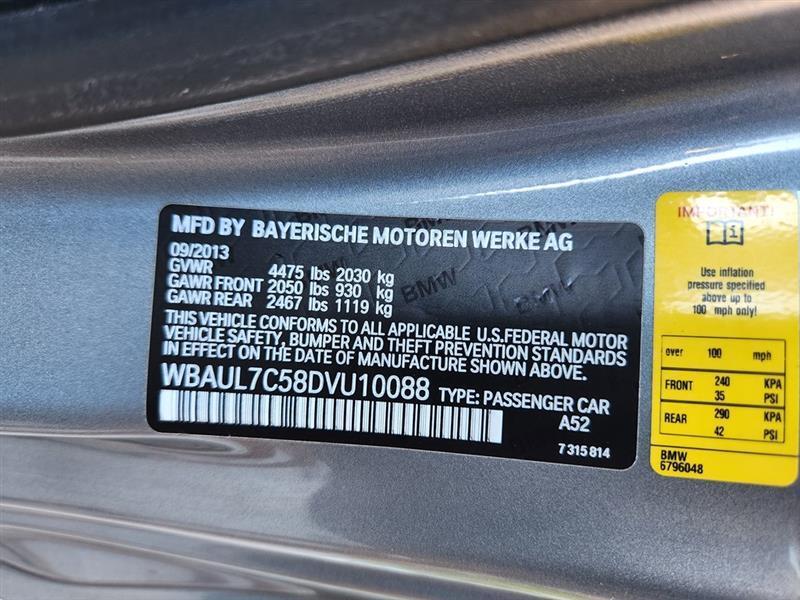 MFD BY BAYERISCHE MOTOREN WERKE AG
09/2013
GVWR 4475 lbs 2030 kg
GAWR FRONT 2050 lbs 930 kg
GAWR REAR 2467 lbs 1119 kg
THIS VEHICLE CONFORMS TO ALL APPLICABLE U.S.FEDERAL MOTOR
VEHICLE SAFETY, BUMPER AND THEFT PREVENTION STANDARDS
IN EFFECT ON THE DATE OF MANUFACTURE SHOWN ABOVE.
WBAUL7C58DVU10088 TYPE: PASSENGER CAR
A52
7 315 814
BMW
BMW
BMW
IMPORTANT!
Use inflation
pressure specified
above up to
100 mph only!
over 100 mph
FRONT 240 KPA
35 PSI
REAR 290 KPA
42 PSI
BMW
6796048